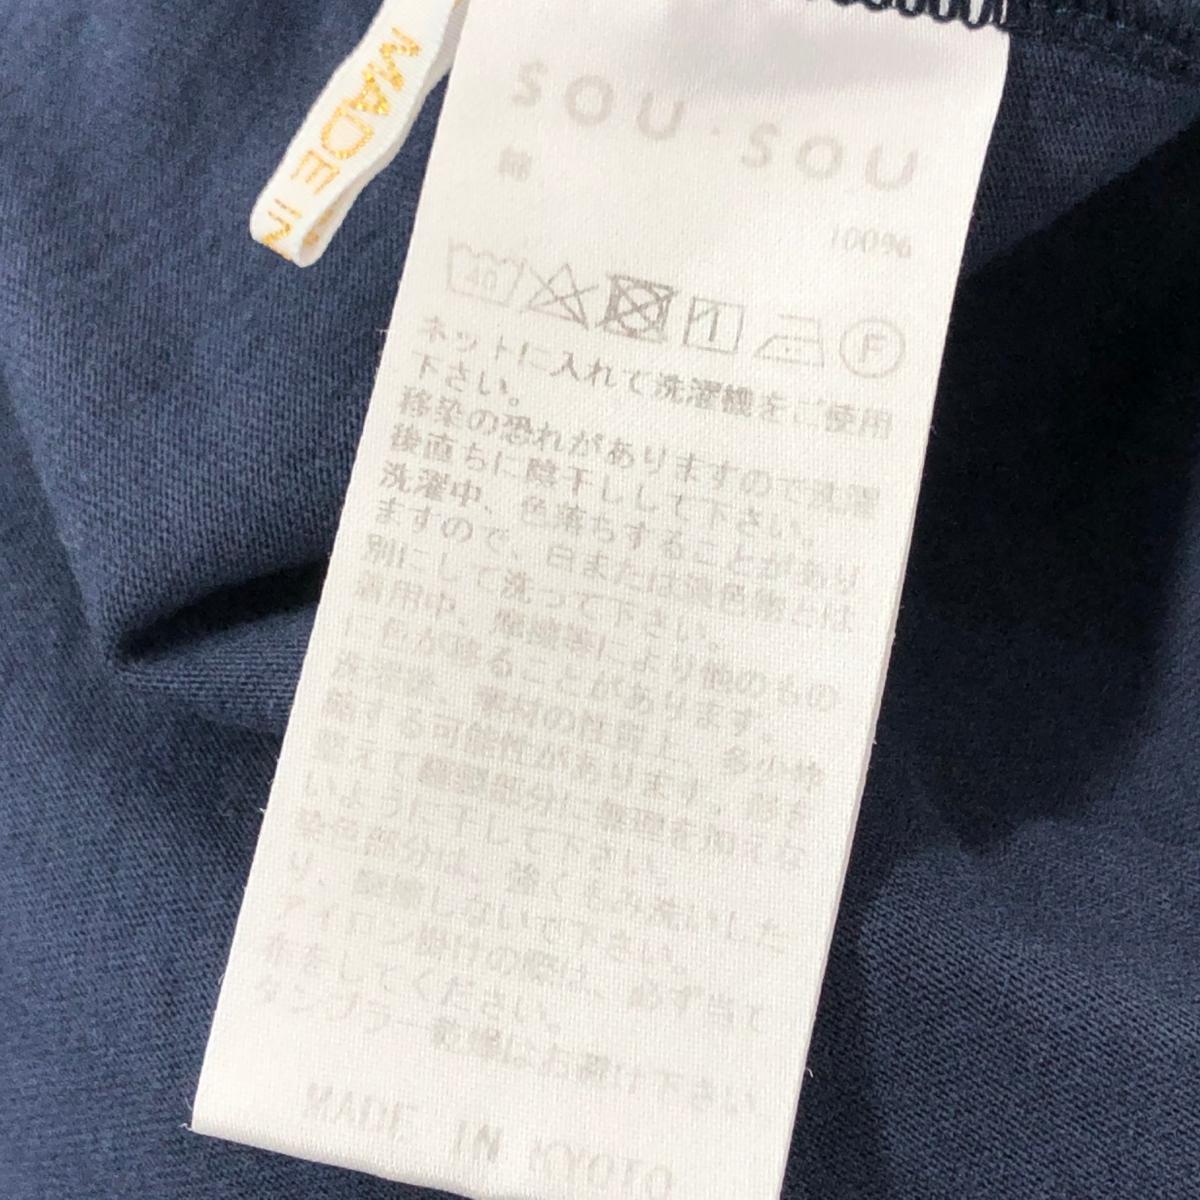 MADE IN
SOU・SOU
綿
100%
40
F
ネットに入れて洗濯機をご使用
下さい。
移染の恐れがありますので洗濯
後直ちに陰干しして下さい。
洗濯中、色落ちすることがあり
ますので、白または淡色物とは
別にして洗って下さい。
着用中、摩擦等により他のもの
に色が移ることがあります。
洗濯後、素材の性質上、多少収
縮する可能性があります。形を
整えて縫製部分に無理を加えな
いように干して下さい。
染色部分は、強くもみ洗いした
り、摩擦しないで下さい。
アイロン掛けの際は、必ず当て
布をしてください。
タンブラー乾燥はお避け下さい
MADE IN KYOTO